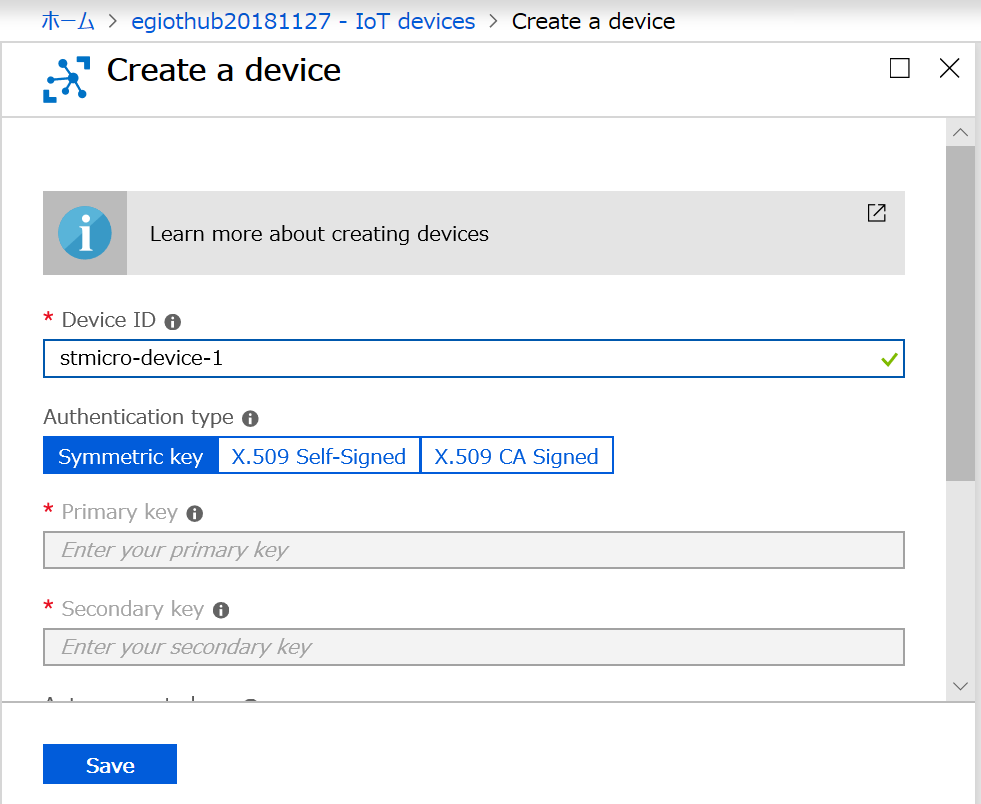 ホーム > egiothub20181127 - IoT devices > Create a device
Create a device
Learn more about creating devices
* Device ID
stmicro-device-1
Authentication type
Symmetric key X.509 Self-Signed X.509 CA Signed
* Primary key
Enter your primary key
* Secondary key
Enter your secondary key
Save